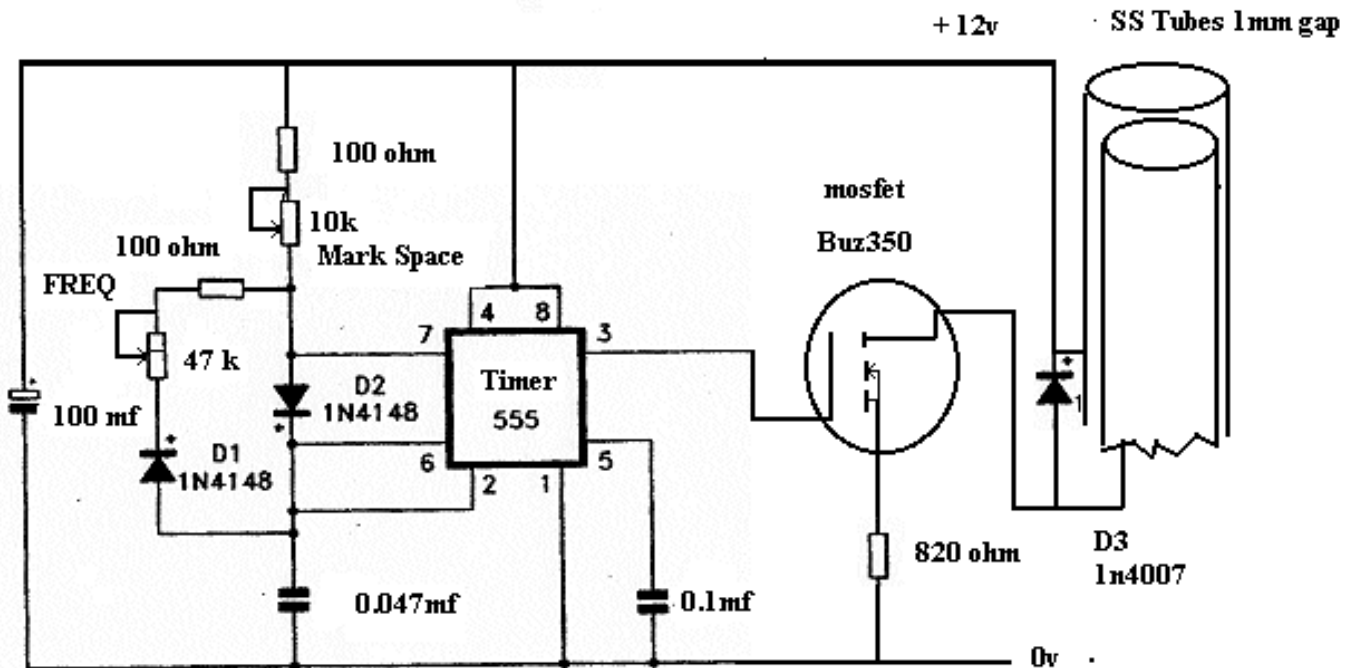 + 12v
SS Tubes 1mm gap
100 ohm
10k
Mark Space
100 ohm
FREQ
47 k
100 mf
D1
1N4148
D2
1N4148
4
8
7
3
Timer
555
6
5
2
1
mosfet
Buz350
1
820 ohm
D3
1n4007
0.047mf
0.1mf
0v